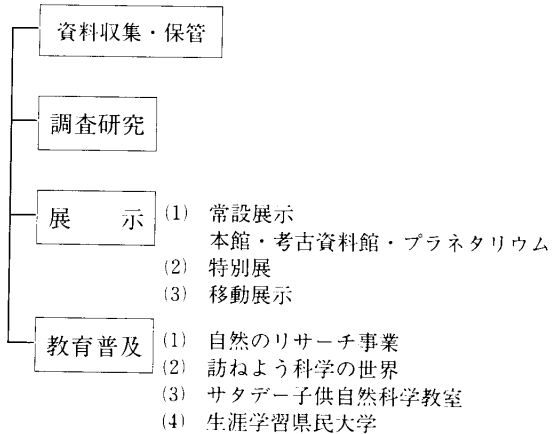 資料収集・保管
調査研究
展　示
(1) 常設展示
本館・考古資料館・プラネタリウム
(2) 特別展
(3) 移動展示
教育普及
(1) 自然のリサーチ事業
(2) 訪ねよう科学の世界
(3) サタデー子供自然科学教室
(4) 生涯学習県民大学